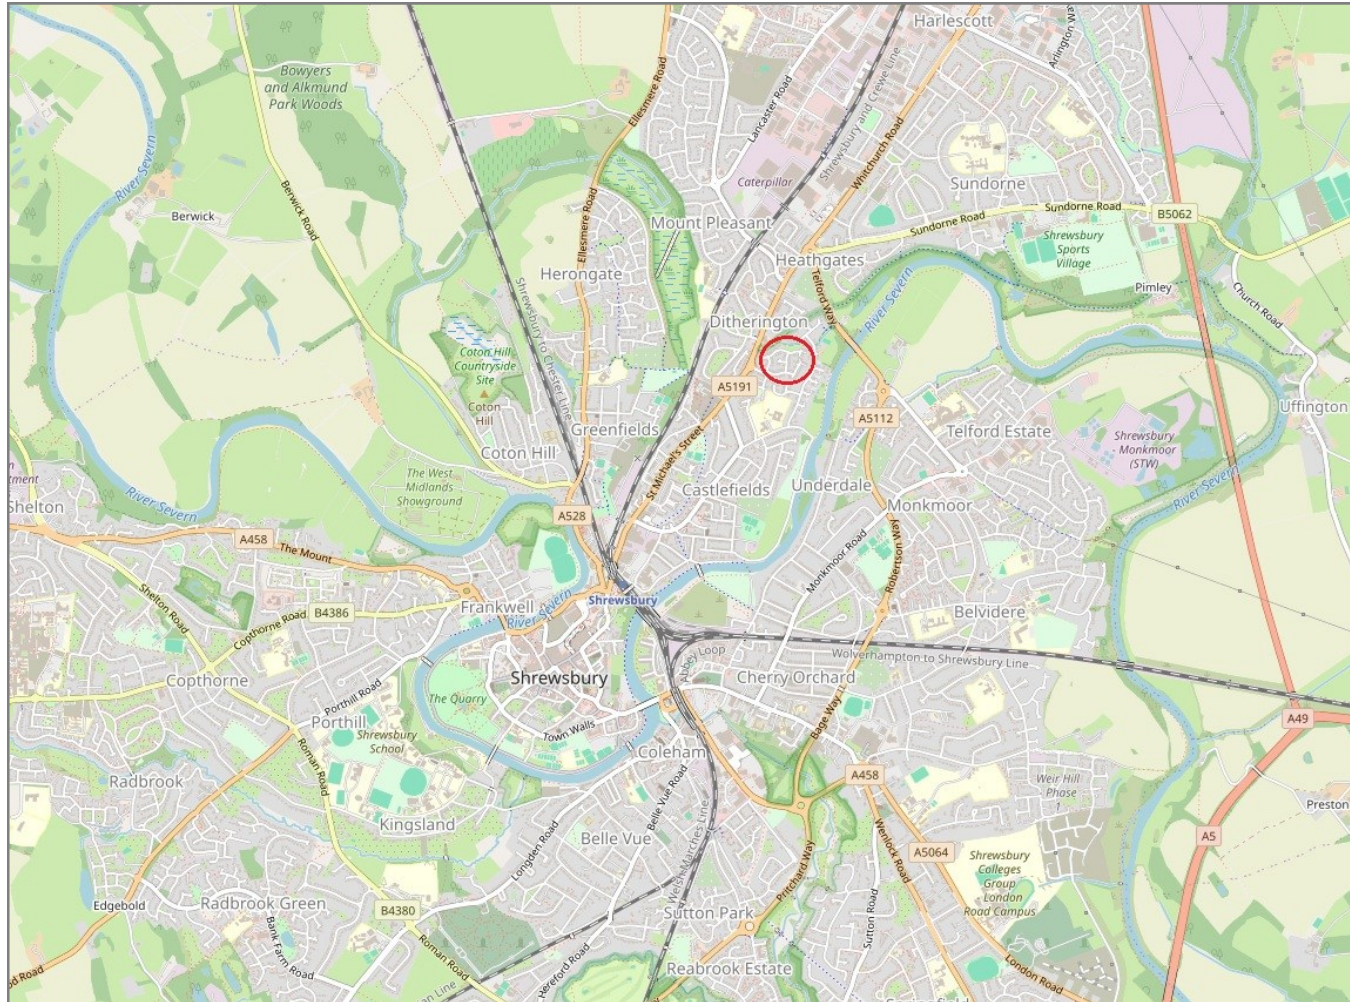 Harlescott
Arlington Way
Bowyers
and Alkmund
Park Woods
Ellesmere Road
Lancaster Road
Shrewsbury and Crewe Line
Whitchurch Road
Caterpillar
Sundorne
River Severn
Berwick
Berwick Road
Mount Pleasant
Sundorne Road
Sundorne Road
B5062
Shrewsbury
Sports
Village
Ellesmere Road
Herongate
Heathgates
Telford Way
River Severn
Pimley
Church Road
Shrewsbury to Chester Line
Ditherington
Coton Hill
Countryside
Site
A5191
Coton
Hill
Uffington
A5112
Greenfields
St Michael's Street
Telford Estate
Shrewsbury
Monkmoor
(STW)
Coton Hill
The West
Midlands
Showground
Castlefields
Underdale
River Severn
Shelton
River Severn
A528
Monkmoor
A458
The Mount
Monkmoor Road
Robertson Way
Shelton Road
Frankwell
River Severn
Shrewsbury
B4386
Copthorne Road
Belvidere
Abbey Loop
Wolverhampton to Shrewsbury Line
Copthorne
Shrewsbury
Cherry Orchard
Porthill Road
The Quarry
Bage Way
Porthill
Town Walls
A49
Shrewsbury
School
Coleham
Roman Road
Radbrook
A458
Weir Hill
Phase
1
Preston
Belle Vue Road
Kingsland
Longden Road
Belle Vue
Welsh Marches Line
Wenlock Road
A5
A5064
Pritchard Way
Shrewsbury
Colleges
Group
London
Road Campus
Edgebold
Radbrook Green
B4380
Sutton Park
Bank Farm Road
Roman Road
Hereford Road
Sutton Road
London Road
Reabrook Estate